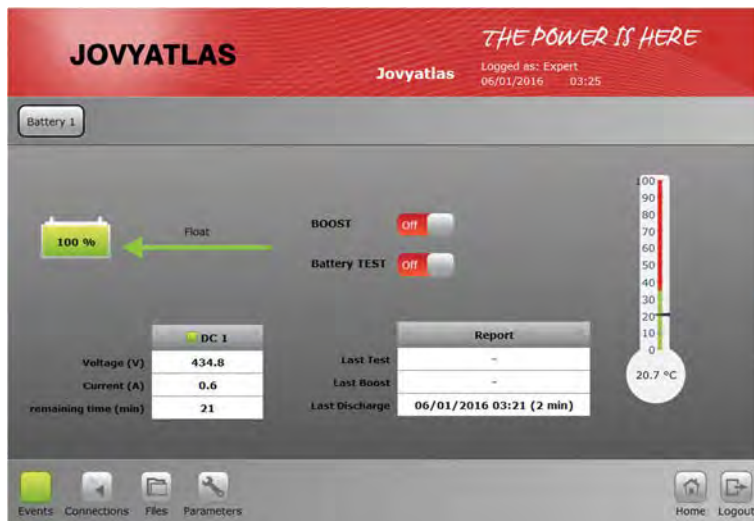 JOVYATLAS
THE POWER IS HERE
Jovyatlas
Logged as: Expert
06/01/2016 03:25
Battery 1
100 %
Float
BOOST Off
Battery TEST Off
100
90
80
70
60
50
40
30
20
10
0
20.7 °C
DC 1
Voltage (V) 434.8
Current (A) 0.6
remaining time (min) 21
Report
Last Test -
Last Boost -
Last Discharge 06/01/2016 03:21 (2 min)
Events Connections Files Parameters Home Logout